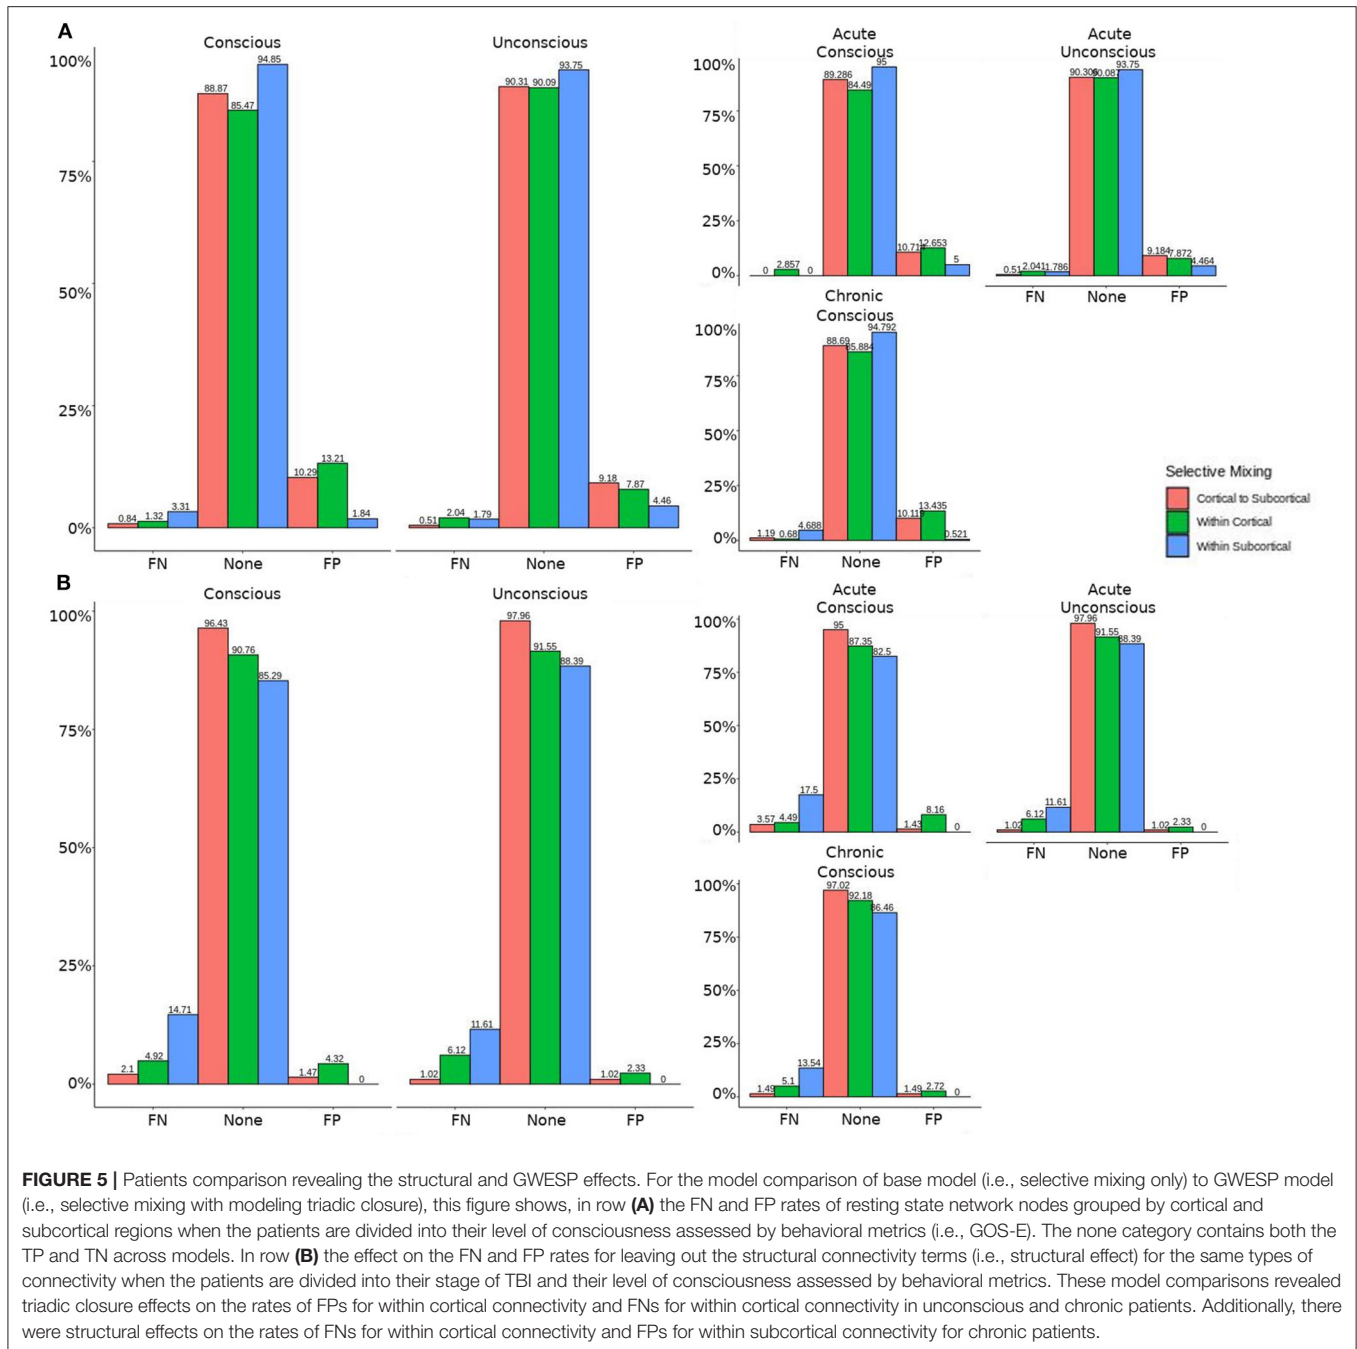 A
Conscious
100%
75%
50%
25%
0%
0.84 1.32 3.31
88.87 85.47 94.85
10.29 13.21 1.84
FN None FP
Unconscious
0.51 2.04 1.79
90.31 90.09 93.75
9.18 7.87 4.46
FN None FP
Acute
Conscious
100%
75%
50%
25%
0%
0 2.857 0
89.286 84.49 95
10.714 12.653 5
Acute
Unconscious
0.51 2.041 1.786
90.306 90.087 93.75
9.184 7.872 4.464
FN None FP
Chronic
Conscious
100%
75%
50%
25%
0%
1.19 0.68 4.688
88.69 85.884 94.792
10.119 13.435 0.521
FN None FP
Selective Mixing
Cortical to Subcortical
Within Cortical
Within Subcortical
B
Conscious
100%
75%
50%
25%
0%
2.1 4.92 14.71
96.43 90.76 85.29
1.47 4.32 0
FN None FP
Unconscious
1.02 6.12 11.61
97.96 91.55 88.39
1.02 2.33 0
FN None FP
Acute
Conscious
100%
75%
50%
25%
0%
3.57 4.49 17.5
95 87.35 82.5
1.43 8.16 0
Acute
Unconscious
1.02 6.12 11.61
97.96 91.55 88.39
1.02 2.33 0
FN None FP
Chronic
Conscious
100%
75%
50%
25%
0%
1.49 5.1 13.54
97.02 92.18 86.46
1.49 2.72 0
FN None FP
FIGURE 5 | Patients comparison revealing the structural and GWESP effects. For the model comparison of base model (i.e., selective mixing only) to GWESP model
(i.e., selective mixing with modeling triadic closure), this figure shows, in row (A) the FN and FP rates of resting state network nodes grouped by cortical and
subcortical regions when the patients are divided into their level of consciousness assessed by behavioral metrics (i.e., GOS-E). The none category contains both the
TP and TN across models. In row (B) the effect on the FN and FP rates for leaving out the structural connectivity terms (i.e., structural effect) for the same types of
connectivity when the patients are divided into their stage of TBI and their level of consciousness assessed by behavioral metrics. These model comparisons revealed
triadic closure effects on the rates of FPs for within cortical connectivity and FNs for within cortical connectivity in unconscious and chronic patients. Additionally, there
were structural effects on the rates of FNs for within cortical connectivity and FPs for within subcortical connectivity for chronic patients.